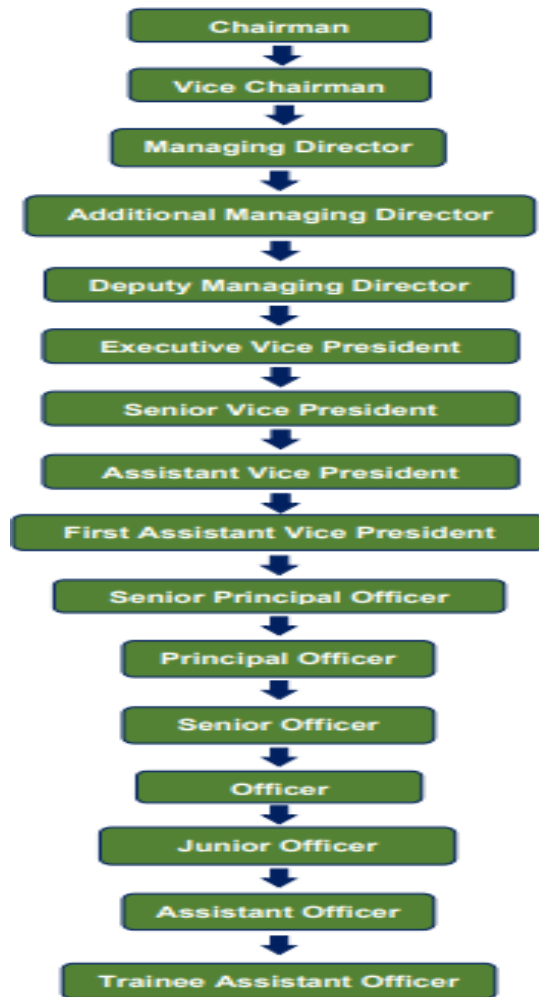 Chairman
Vice Chairman
Managing Director
Additional Managing Director
Deputy Managing Director
Executive Vice President
Senior Vice President
Assistant Vice President
First Assistant Vice President
Senior Principal Officer
Principal Officer
Senior Officer
Officer
Junior Officer
Assistant Officer
Trainee Assistant Officer